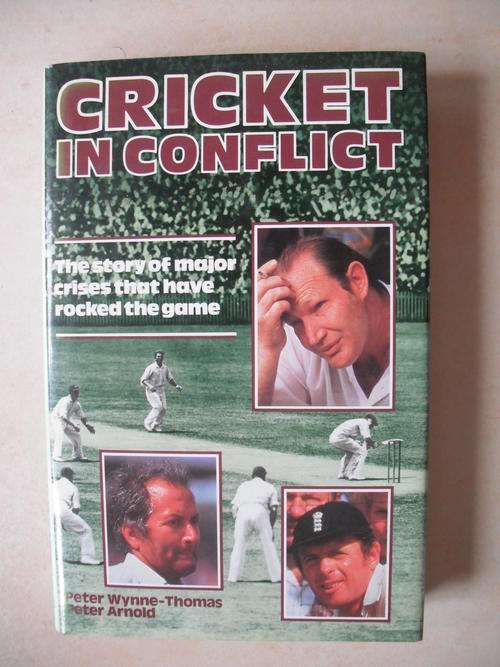 CRICKET
IN CONFLICT
The story of major
crises that have
rocked the game
Peter Wynne-Thomas
Peter Arnold